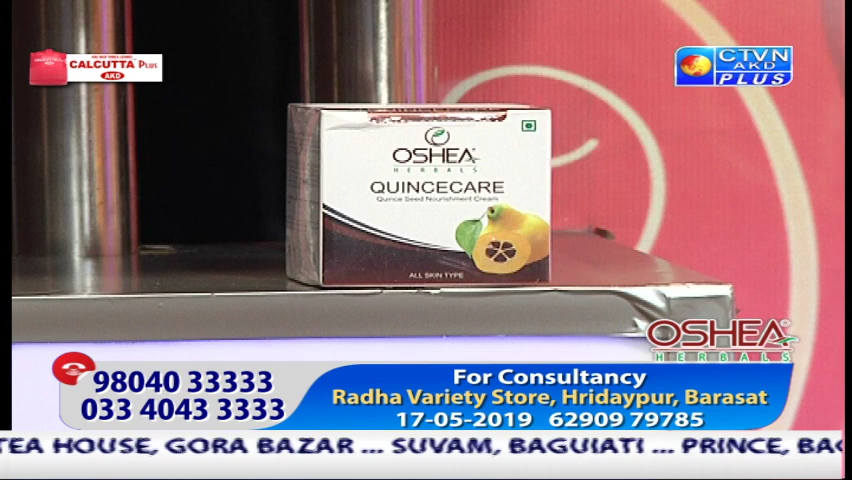 CALCUTTA PLUS
AKD
CTVN
AKD
PLUS
OSHEA
HERBALS
QUINCECARE
Quince Seed Nourishment Cream
ALL SKIN TYPE
OSHEA
HERBALS
98040 33333
033 4043 3333
For Consultancy
Radha Variety Store, Hridaypur, Barasat
17-05-2019 62909 79785
TEA HOUSE, GORA BAZAR ... SUVAM, BAGUIATI ... PRINCE, BAG